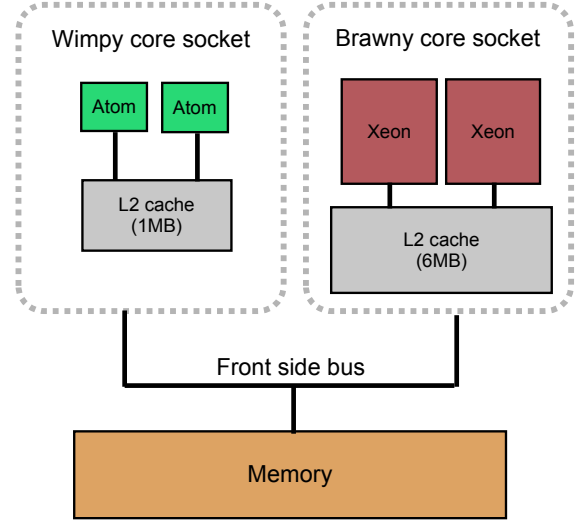 Wimpy core socket
Brawny core socket
Atom
Atom
Xeon
Xeon
L2 cache
(1MB)
L2 cache
(6MB)
Front side bus
Memory